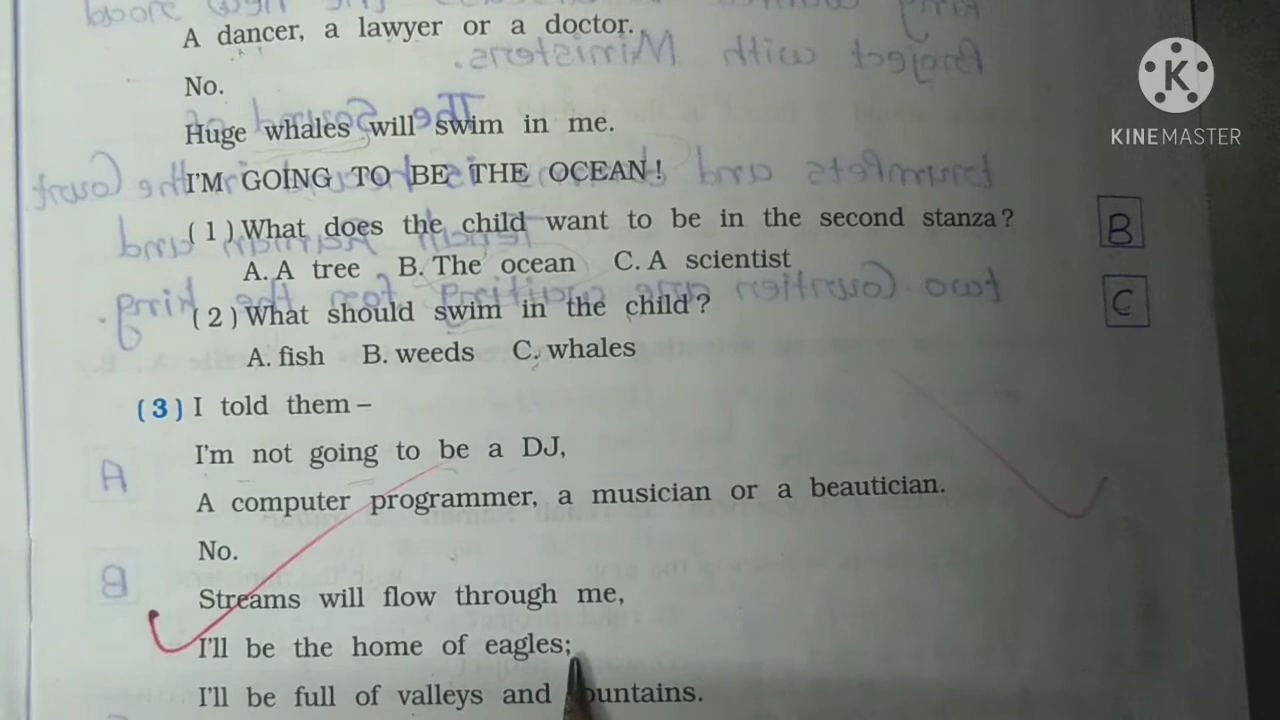 A dancer, a lawyer or a doctor.
No.
Huge whales will swim in me.
I'M GOING TO BE THE OCEAN!
(1) What does the child want to be in the second stanza? B
A. A tree B. The ocean C. A scientist
(2) What should swim in the child? C
A. fish B. weeds C. whales
(3) I told them –
I'm not going to be a DJ,
A computer programmer, a musician or a beautician.
No.
Streams will flow through me,
I'll be the home of eagles;
I'll be full of valleys and mountains.
K
KINEMASTER